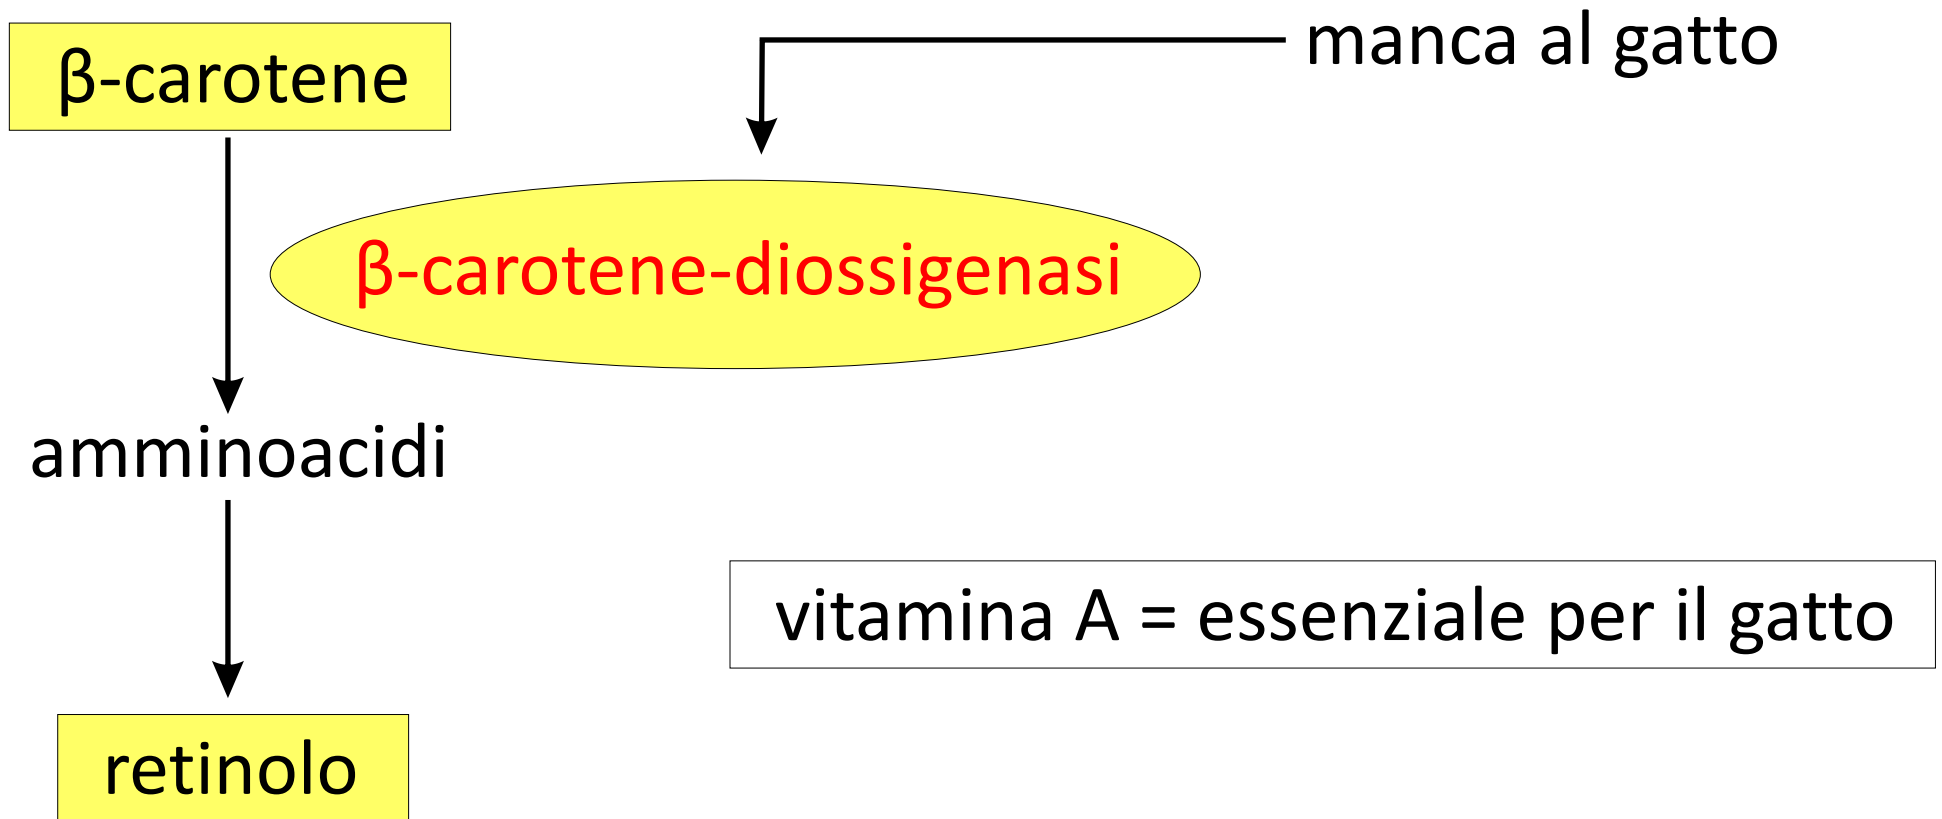 β-carotene
manca al gatto
β-carotene-diossigenasi
amminoacidi
vitamina A = essenziale per il gatto
retinolo